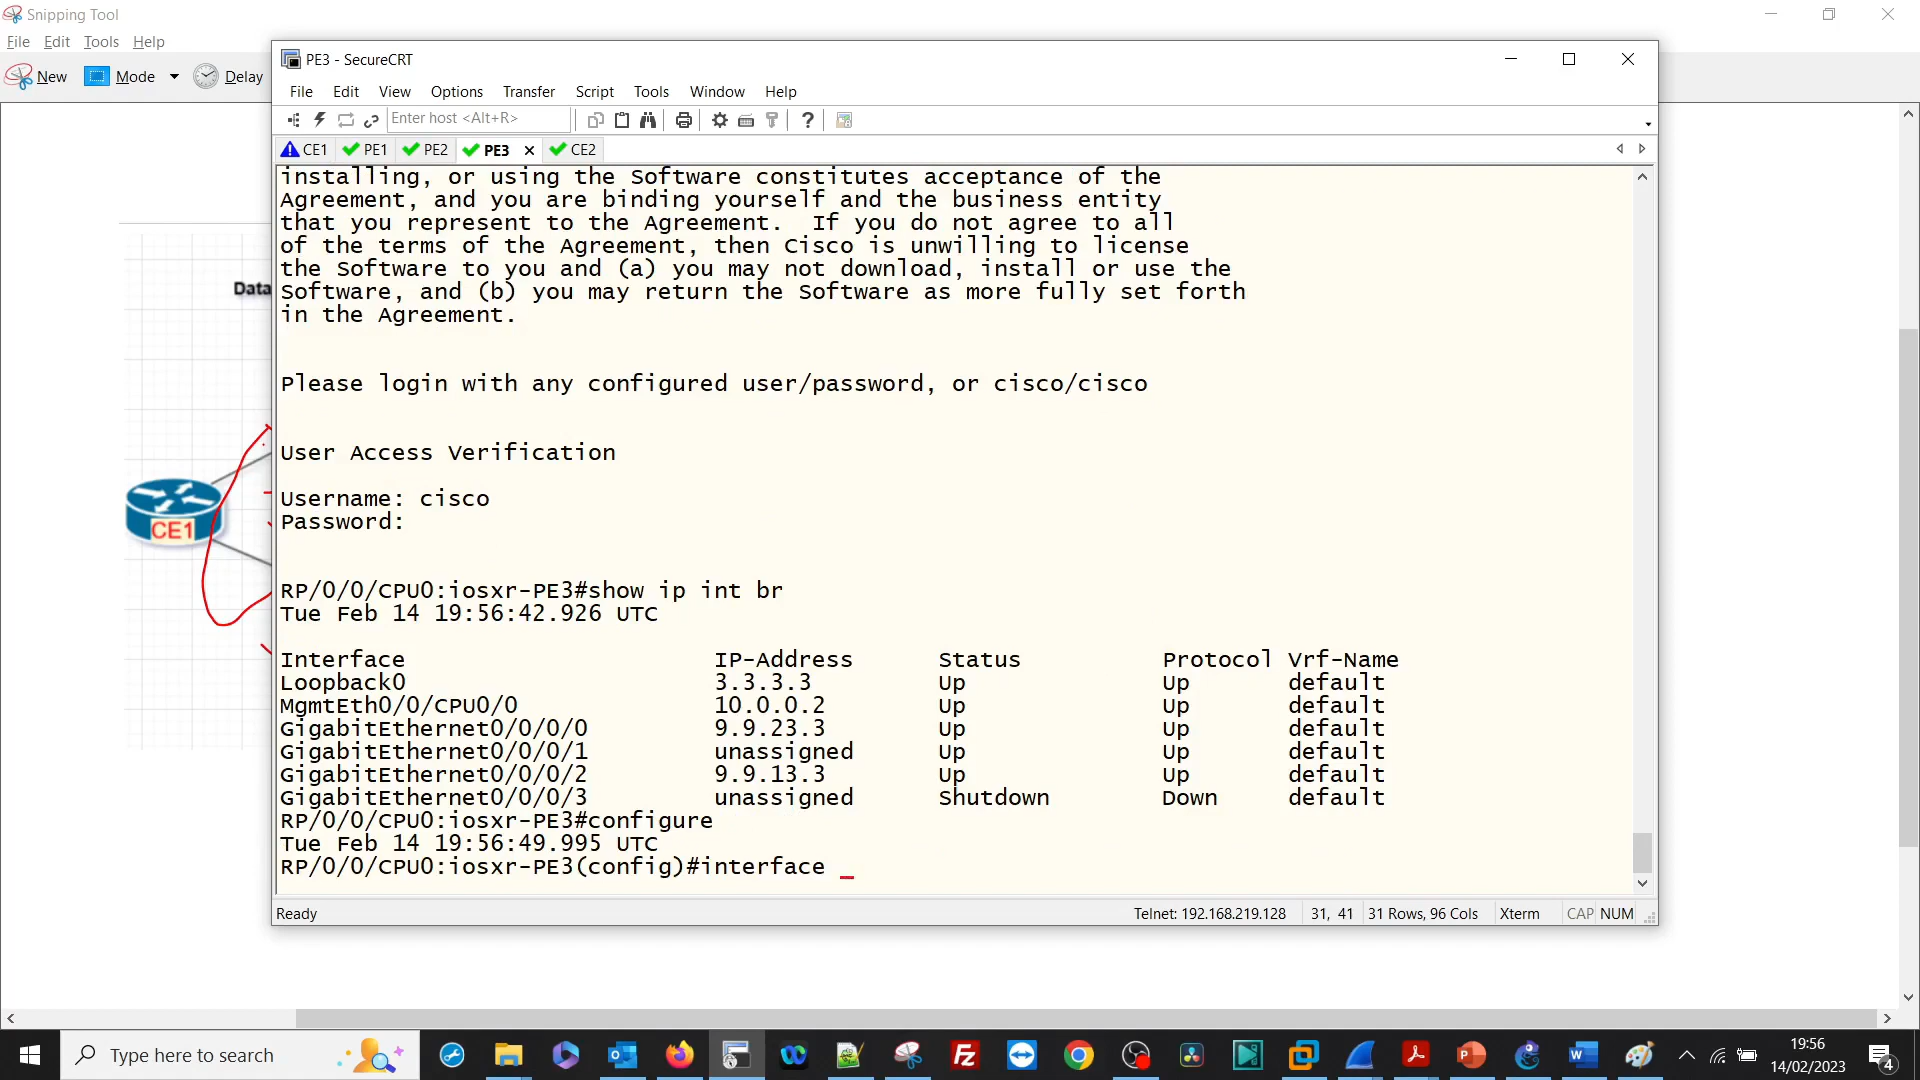 Snipping Tool
File Edit Tools Help
New Mode Delay
PE3 - SecureCRT
File Edit View Options Transfer Script Tools Window Help
Enter host <Alt+R>
CE1 PE1 PE2 PE3 CE2
installing, or using the Software constitutes acceptance of the
Agreement, and you are binding yourself and the business entity
that you represent to the Agreement.  If you do not agree to all
of the terms of the Agreement, then Cisco is unwilling to license
the Software to you and (a) you may not download, install or use the
Software, and (b) you may return the Software as more fully set forth
in the Agreement.
Please login with any configured user/password, or cisco/cisco
User Access Verification
Username: cisco
Password:
RP/0/0/CPU0:iosxr-PE3#show ip int br
Tue Feb 14 19:56:42.926 UTC
Interface IP-Address Status Protocol Vrf-Name
Loopback0 3.3.3.3 Up Up default
MgmtEth0/0/CPU0/0 10.0.0.2 Up Up default
GigabitEthernet0/0/0/0 9.9.23.3 Up Up default
GigabitEthernet0/0/0/1 unassigned Up Up default
GigabitEthernet0/0/0/2 9.9.13.3 Up Up default
GigabitEthernet0/0/0/3 unassigned Shutdown Down default
RP/0/0/CPU0:iosxr-PE3#configure
Tue Feb 14 19:56:49.995 UTC
RP/0/0/CPU0:iosxr-PE3(config)#interface _
Ready Telnet: 192.168.219.128 31, 41 31 Rows, 96 Cols Xterm CAP NUM
Data
CE1
Type here to search
19:56
14/02/2023
4